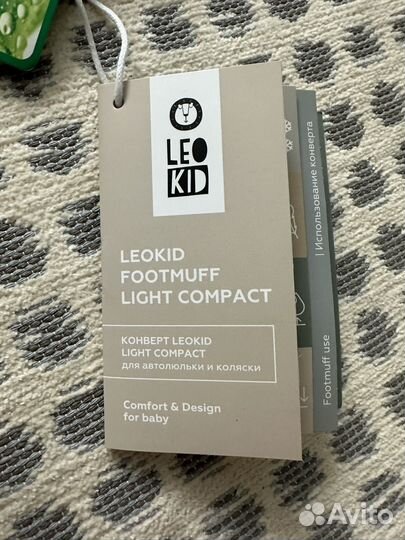 LEO
KID
LEOKID
FOOTMUFF
LIGHT COMPACT
КОНВЕРТ LEOKID
LIGHT COMPACT
для автолюльки и коляски
Comfort & Design
for baby
| Использование конверта
Footmuff use
Avito